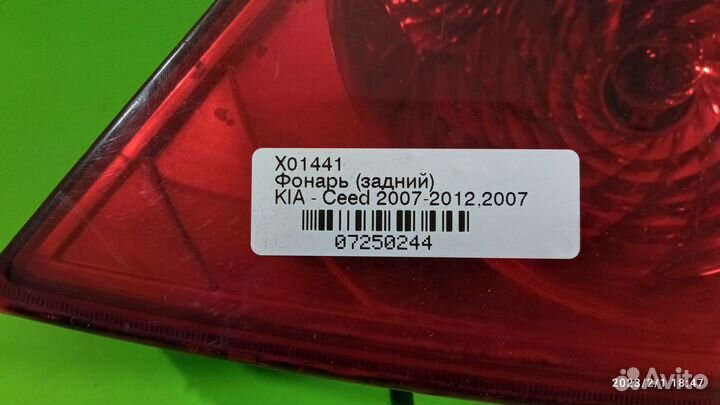 X01441
Фонарь (задний)
KIA - Ceed 2007-2012,2007
07250244
Avito
2023/2/1 18:47